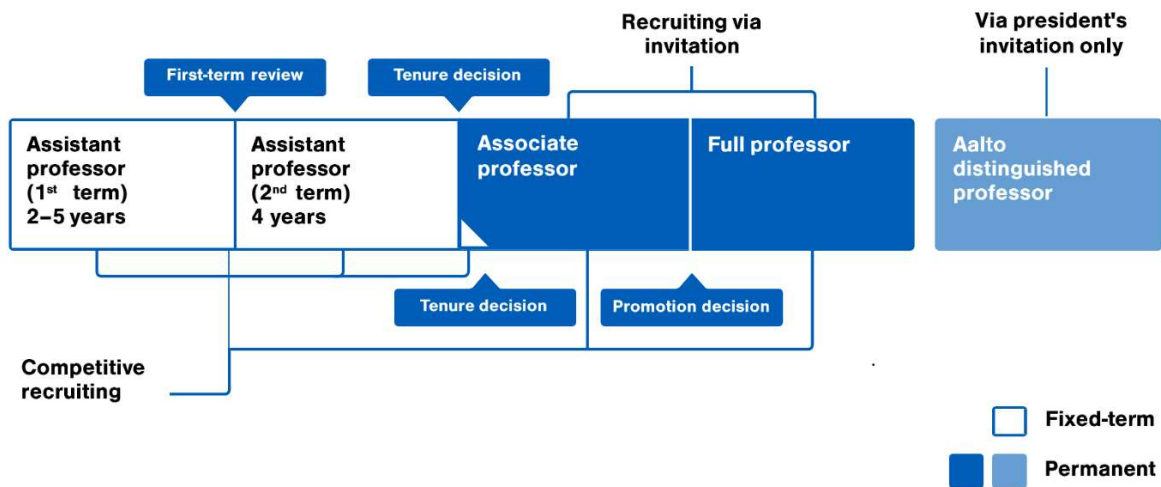 Recruiting via
invitation
Via president's
invitation only
First-term review
Tenure decision
Assistant
professor
(1st term)
2–5 years
Assistant
professor
(2nd term)
4 years
Associate
professor
Full professor
Aalto
distinguished
professor
Tenure decision
Promotion decision
Competitive
recruiting
Fixed-term
Permanent